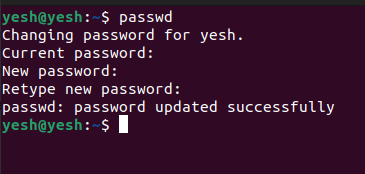 yesh@yesh:~$ passwd
Changing password for yesh.
Current password:
New password:
Retype new password:
passwd: password updated successfully
yesh@yesh:~$